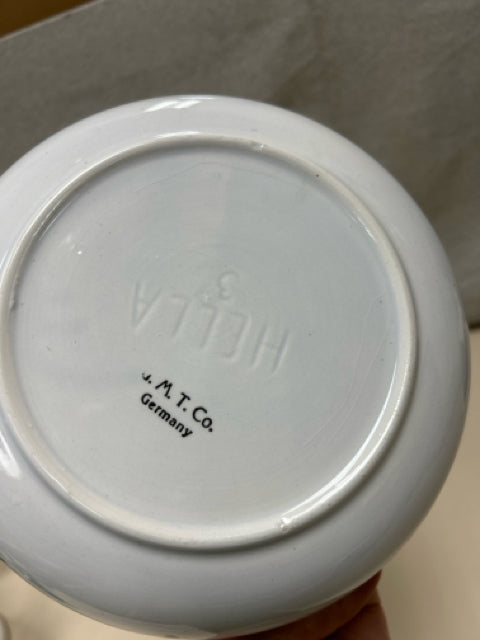 HELLA
3
M. T. Co.
Germany